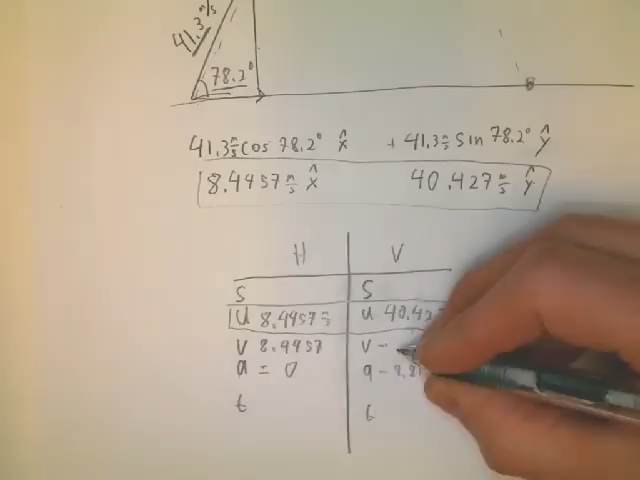 41.3 m/s
78.2°
41.3 m/s cos 78.2° x̂ + 41.3 m/s sin 78.2° ŷ
8.4457 m/s x̂ 40.427 m/s ŷ
H V
S S
U 8.4457 m/s U 40.42
V 8.4457 V -
a = 0 a - 9.81
t t